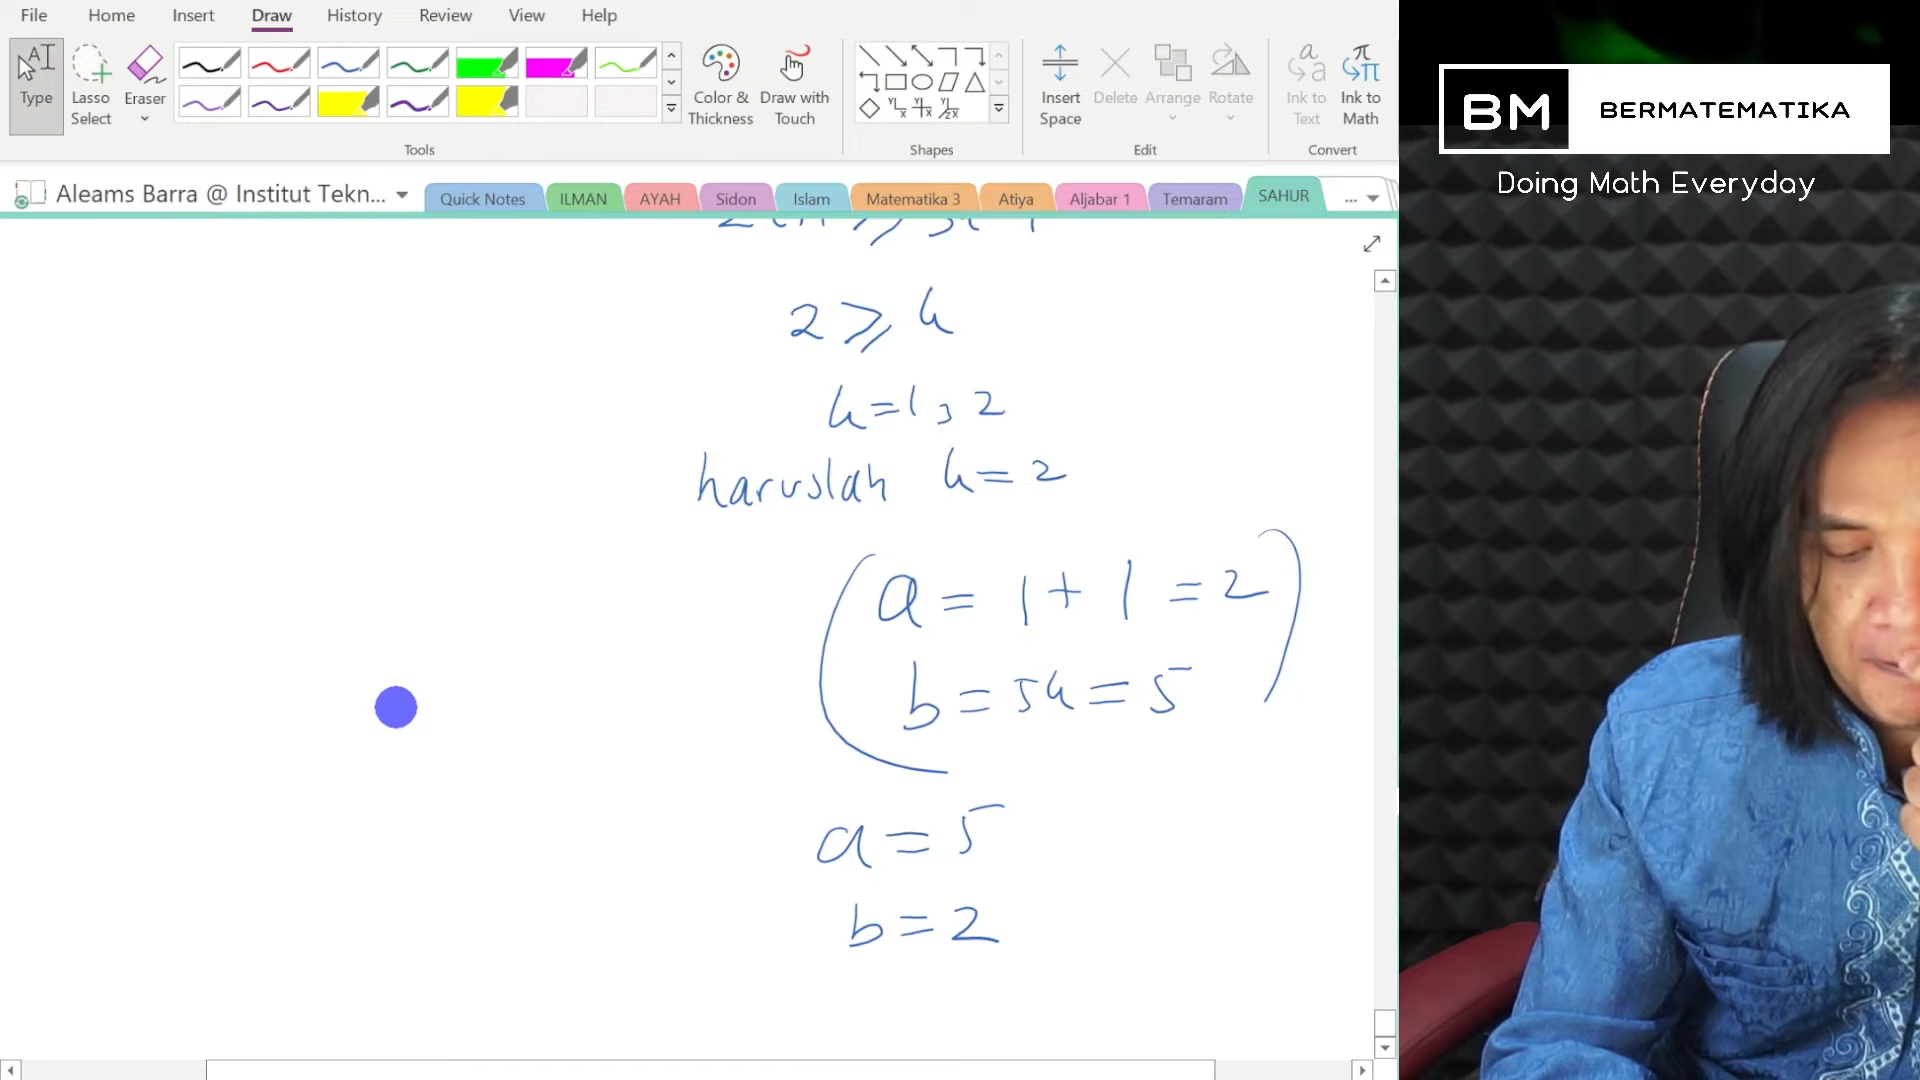 File Home Insert Draw History Review View Help
Type
Lasso Select
Eraser
Color & Thickness
Draw with Touch
Insert Space
Delete
Arrange
Rotate
Ink to Text
Ink to Math
Tools
Shapes
Edit
Convert
Aleams Barra @ Institut Tekn...
Quick Notes ILMAN AYAH Sidon Islam Matematika 3 Atiya Aljabar 1 Temaram SAHUR ...
2 ⩾ k
k = 1, 2
haruslah k = 2
a = 1 + 1 = 2
b = 5k = 5
a = 5
b = 2
BM BERMATEMATIKA
Doing Math Everyday